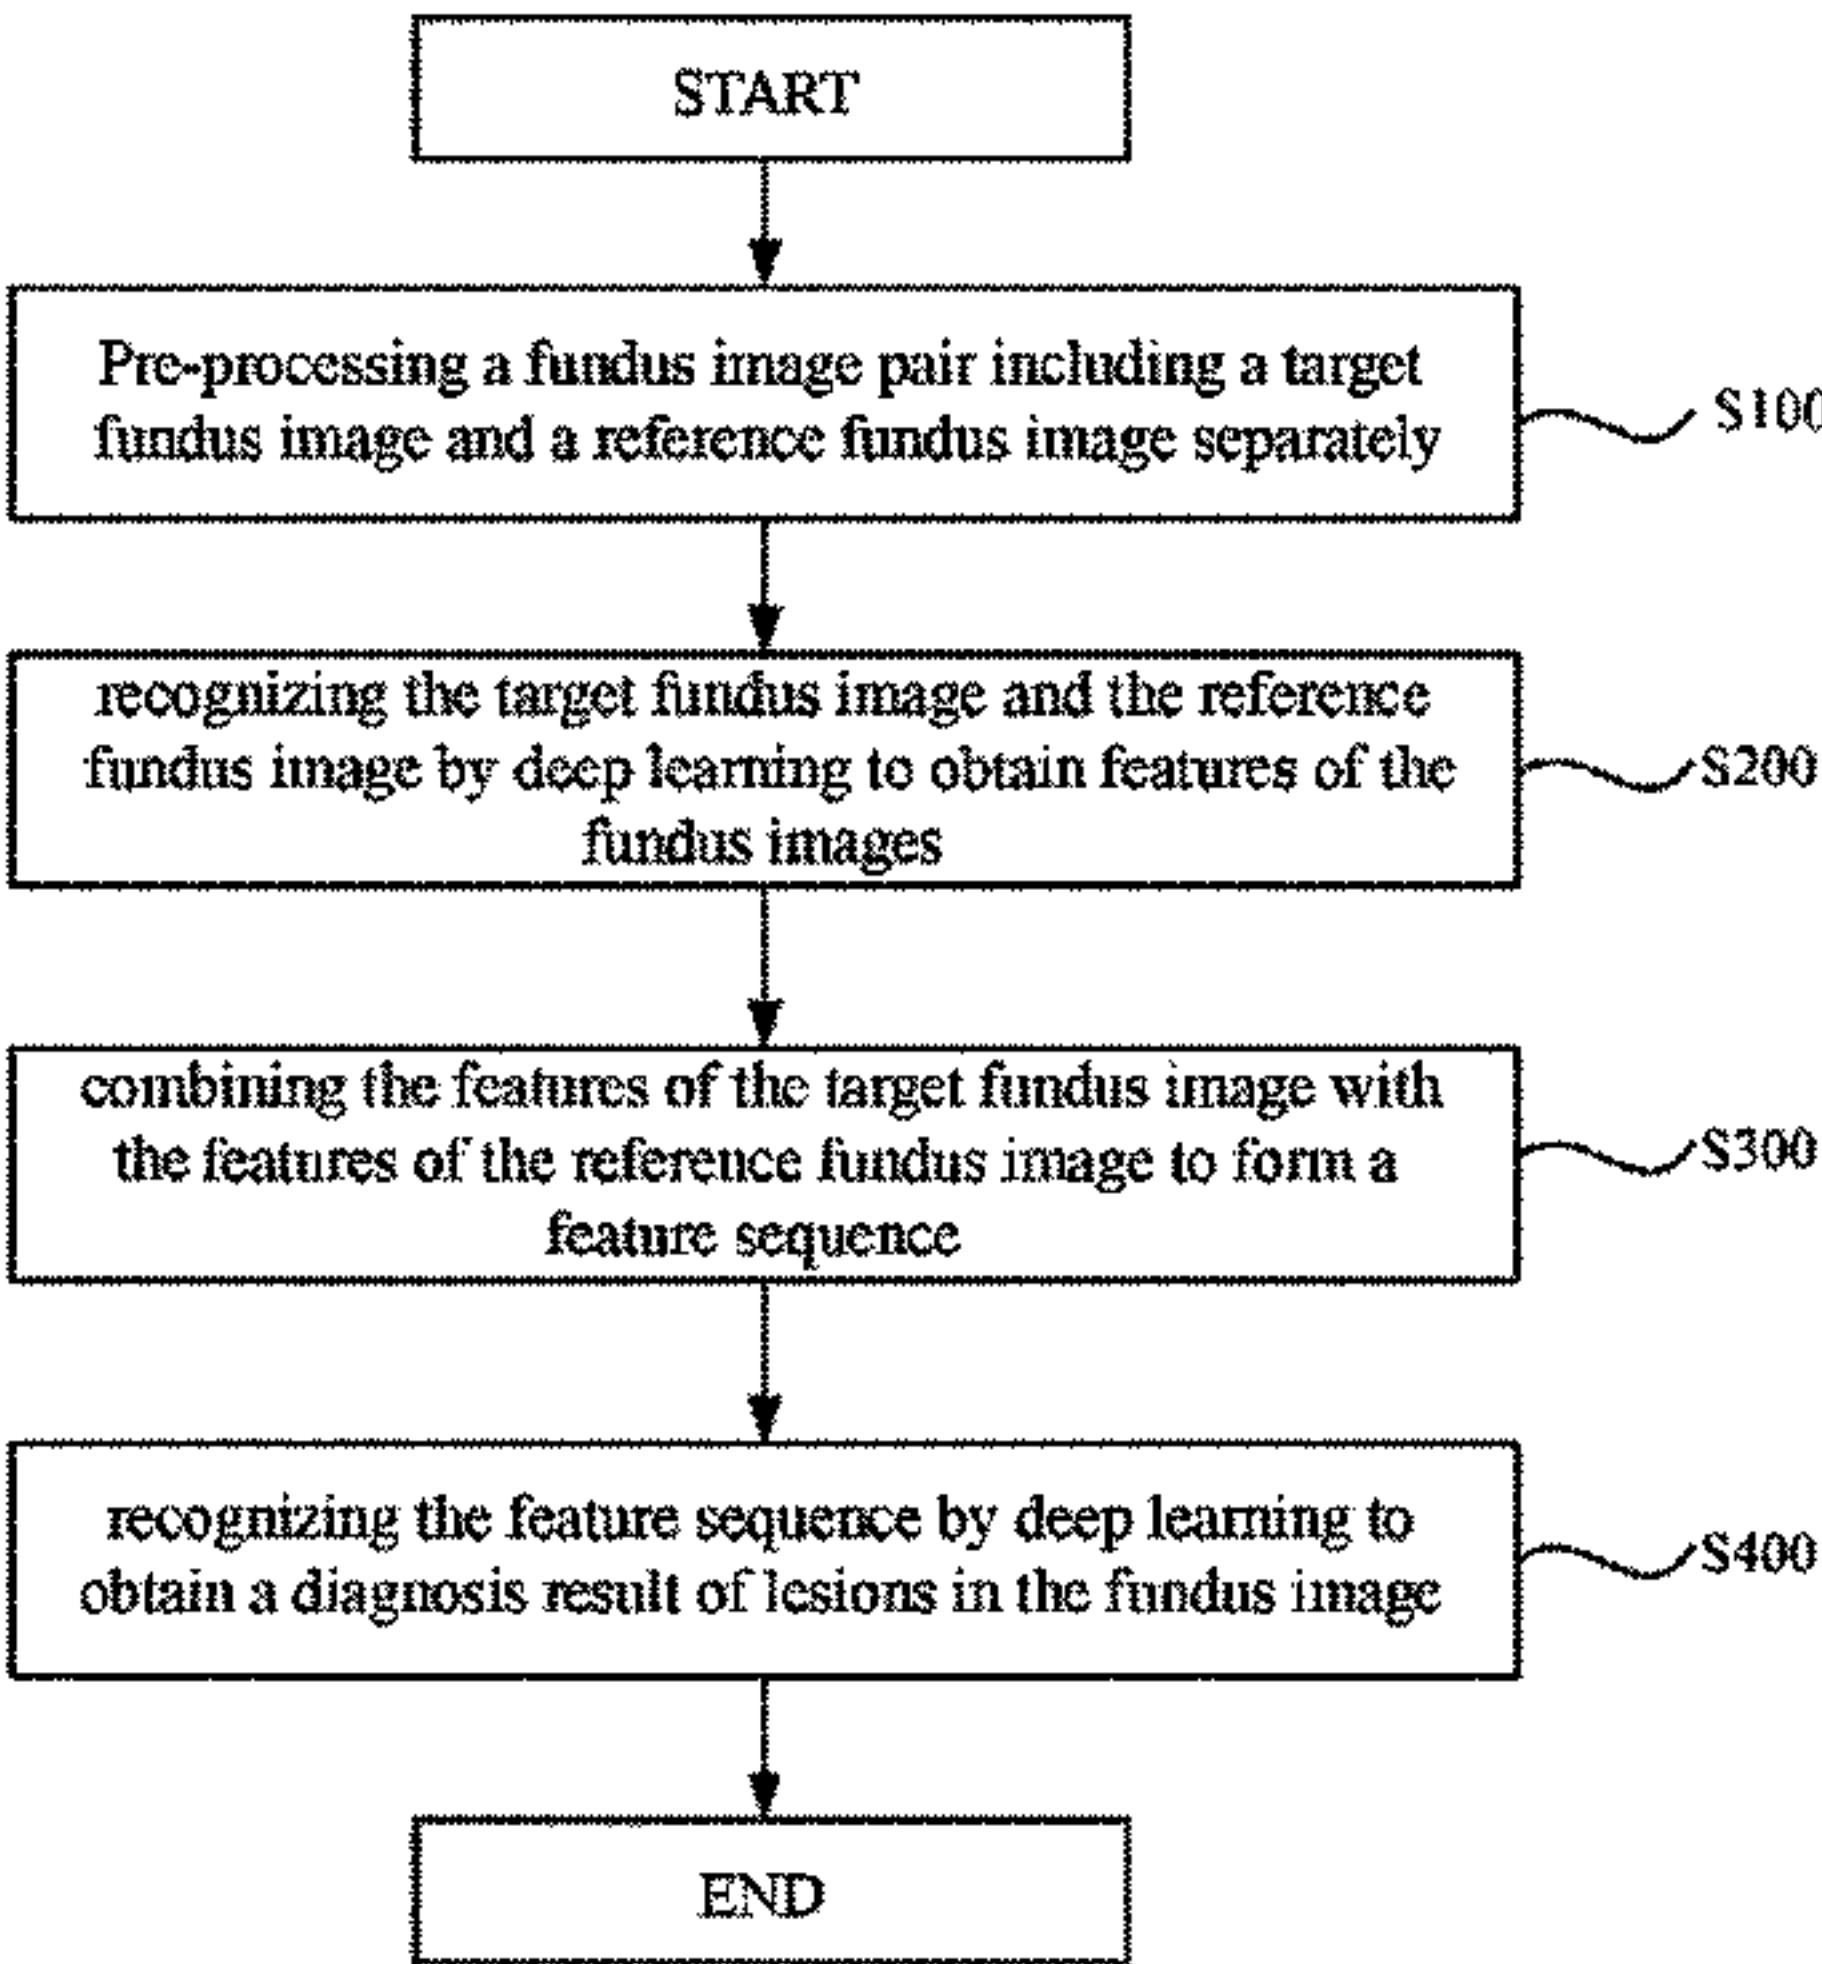 START
Pre-processing a fundus image pair including a target
fundus image and a reference fundus image separately
S100
recognizing the target fundus image and the reference
fundus image by deep learning to obtain features of the
fundus images
S200
combining the features of the target fundus image with
the features of the reference fundus image to form a
feature sequence
S300
recognizing the feature sequence by deep learning to
obtain a diagnosis result of lesions in the fundus image
S400
END